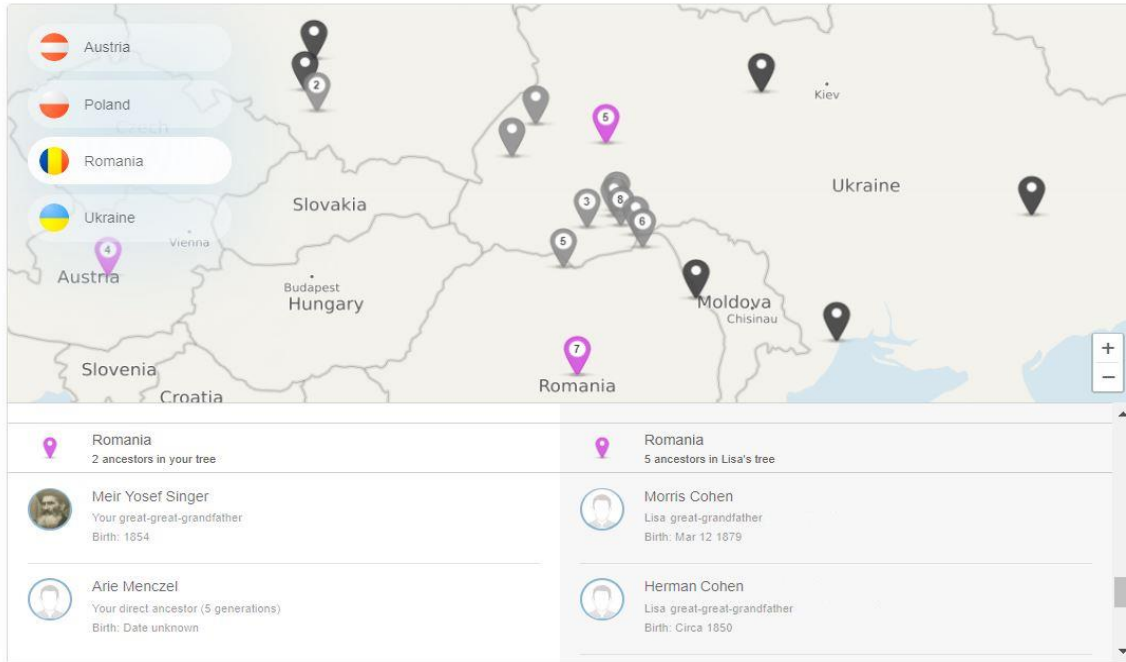 Austria
Poland
Czech
Romania
Ukraine
Slovakia
Vienna
Austria
Budapest
Hungary
Slovenia
Croatia
Kiev
Ukraine
Moldova
Chisinau
Romania
2
5
3
8
6
5
4
7
+
−
Romania
2 ancestors in your tree
Meir Yosef Singer
Your great-great-grandfather
Birth: 1854
Arie Menczel
Your direct ancestor (5 generations)
Birth: Date unknown
Romania
5 ancestors in Lisa's tree
Morris Cohen
Lisa great-grandfather
Birth: Mar 12 1879
Herman Cohen
Lisa great-great-grandfather
Birth: Circa 1850